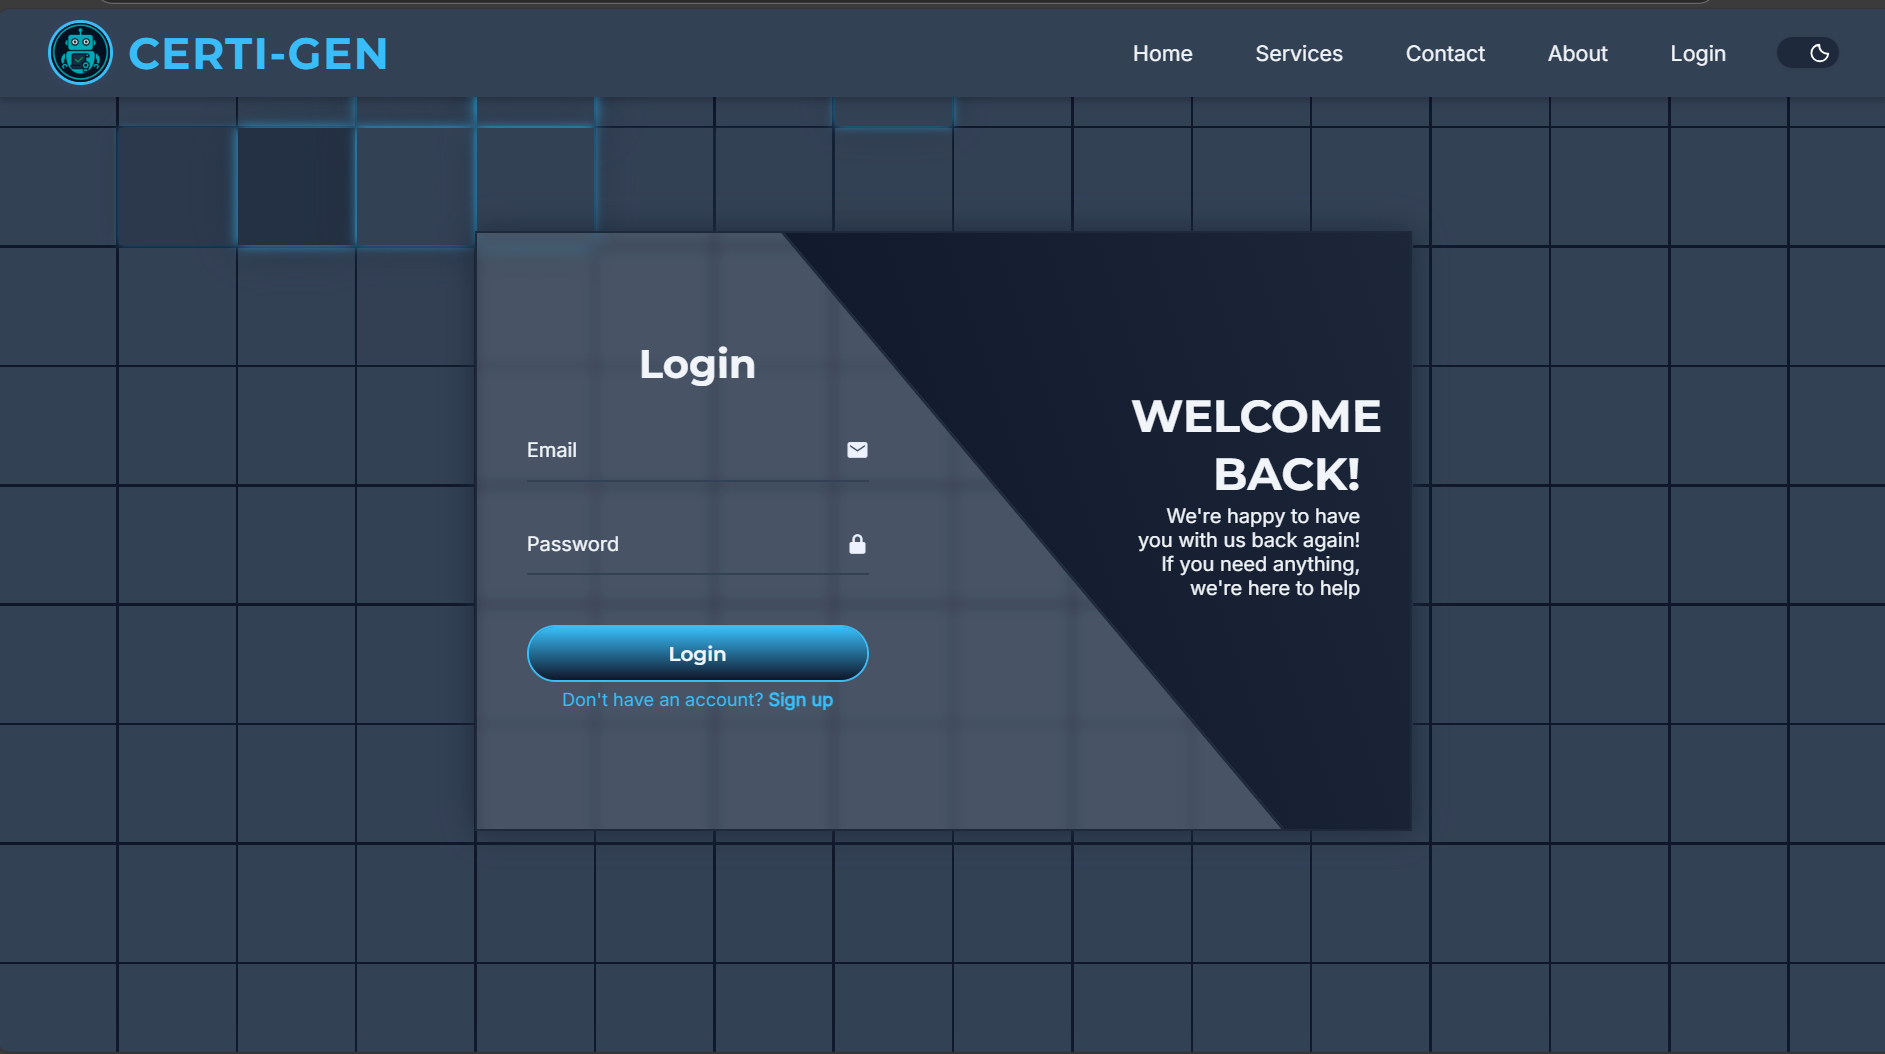 CERTI-GEN
Home
Services
Contact
About
Login
Login
Email
Password
Login
Don't have an account? Sign up
WELCOME
BACK!
We're happy to have
you with us back again!
If you need anything,
we're here to help